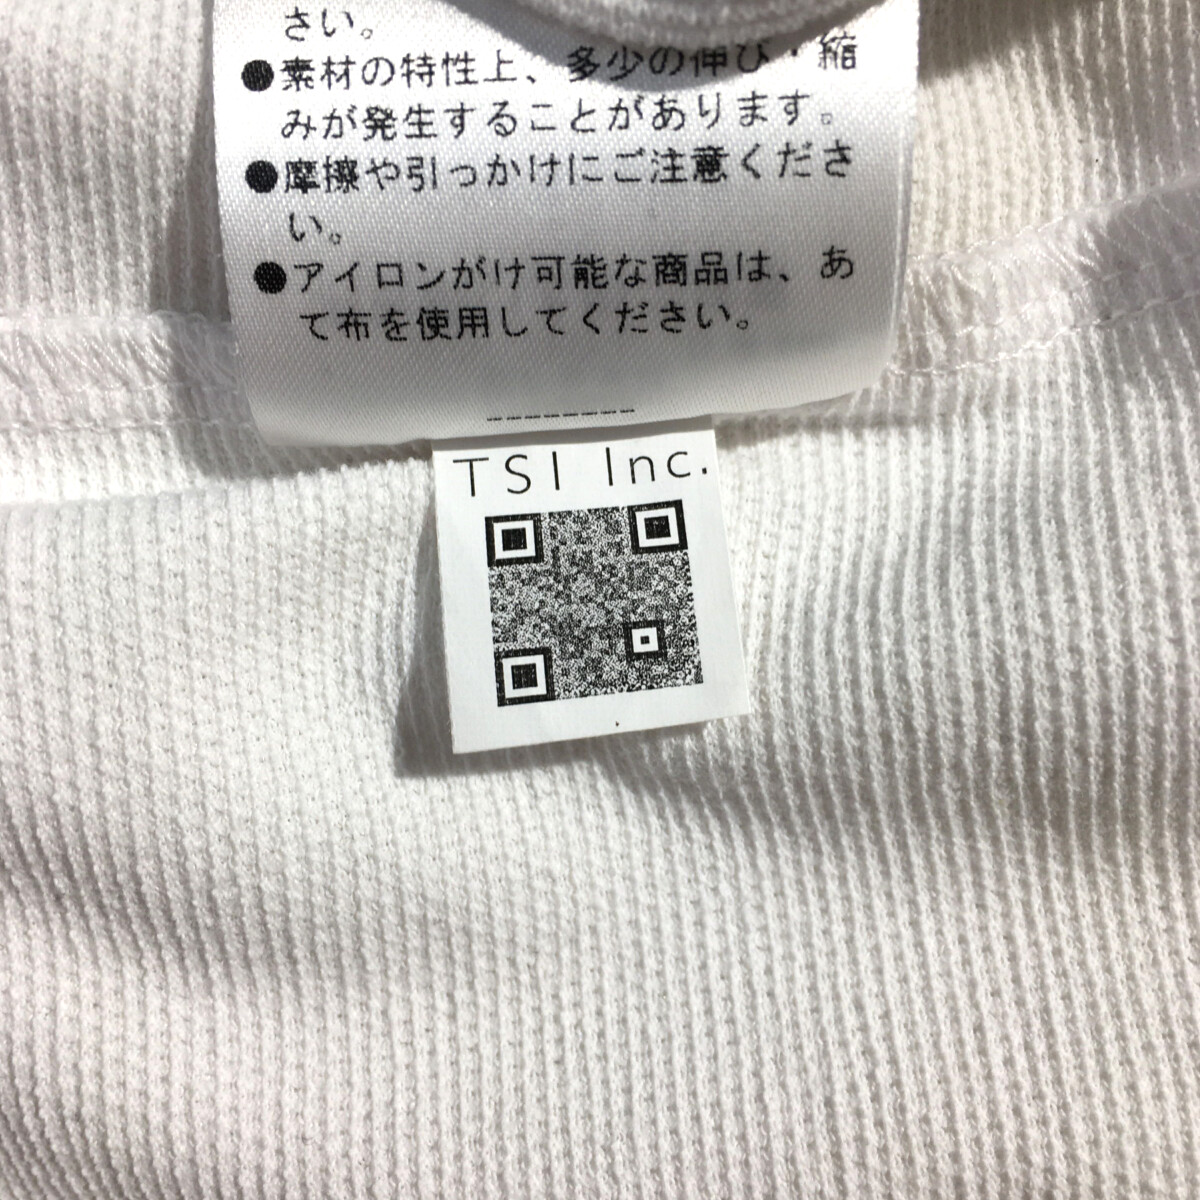 さい。
●素材の特性上、多少の伸び・縮
みが発生することがあります。
●摩擦や引っかけにご注意くださ
い。
●アイロンがけ可能な商品は、あ
て布を使用してください。
--------
TSI Inc.